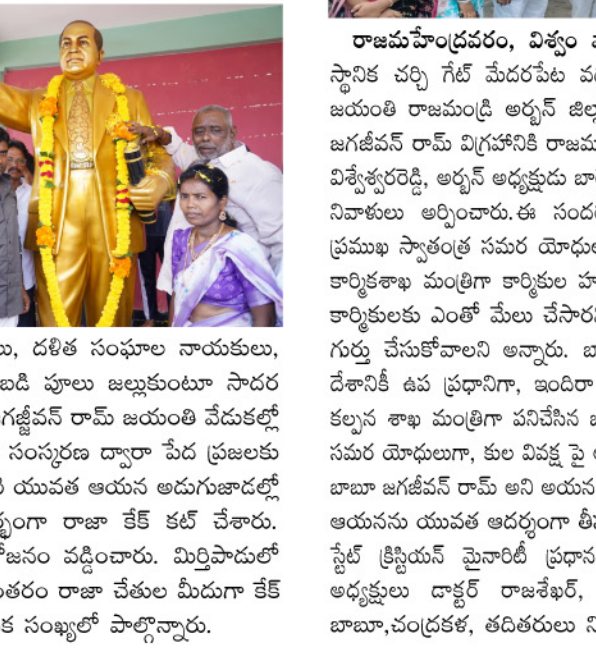 లు, దళిత సంఘాల నాయకులు,
బడి పూలు జల్లుకుంటూ సాదర
గజ్జీవన్ రామ్ జయంతి వేడుకల్లో
సంస్కరణ ద్వారా పేద ప్రజలకు
యువత ఆయన అడుగుజాడల్లో
ర్భంగా రాజా కేక్ కట్ చేశారు.
జనం వడ్డించారు. మిర్తిపాడులో
ంతరం రాజా చేతుల మీదుగా కేక్
క సంఖ్యలో పాల్గొన్నారు.
రాజమహేంద్రవరం, విశ్వం
స్థానిక చర్చి గేట్ మేదరపేట వ
జయంతి రాజమండ్రి అర్బన్ జిల్ల
జగజీవన్ రామ్ విగ్రహానికి రాజమ
విశ్వేశ్వరరెడ్డి, అర్బన్ అధ్యక్షుడు బా
నివాళులు అర్పించారు.ఈ సంద
ప్రముఖ స్వాతంత్ర సమర యోధుల
కార్మికశాఖ మంత్రిగా కార్మికుల హ
కార్మికులకు ఎంతో మేలు చేసార
గుర్తు చేసుకోవాలని అన్నారు. బ
దేశానికీ ఉప ప్రధానిగా, ఇందిరా
కల్పన శాఖ మంత్రిగా పనిచేసిన
సమర యోధులుగా, కుల వివక్ష పై
బాబూ జగజీవన్ రామ్ అని అయన
ఆయనను యువత ఆదర్శంగా తీ
స్టేట్ క్రిస్టియన్ మైనారిటీ ప్రధాన
అధ్యక్షులు డాక్టర్ రాజశేఖర్,
బాబూ,చంద్రకళ, తదితరులు ని